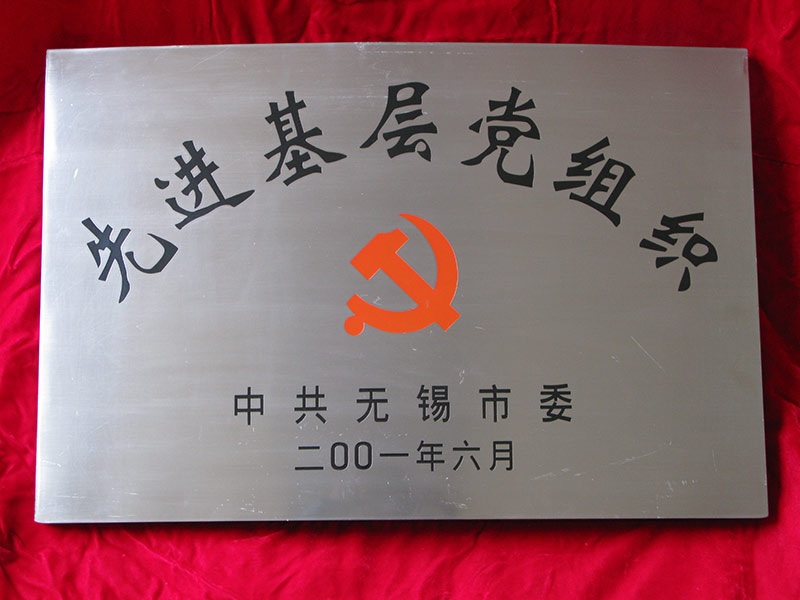 先进基层党组织
中共无锡市委
二00一年六月